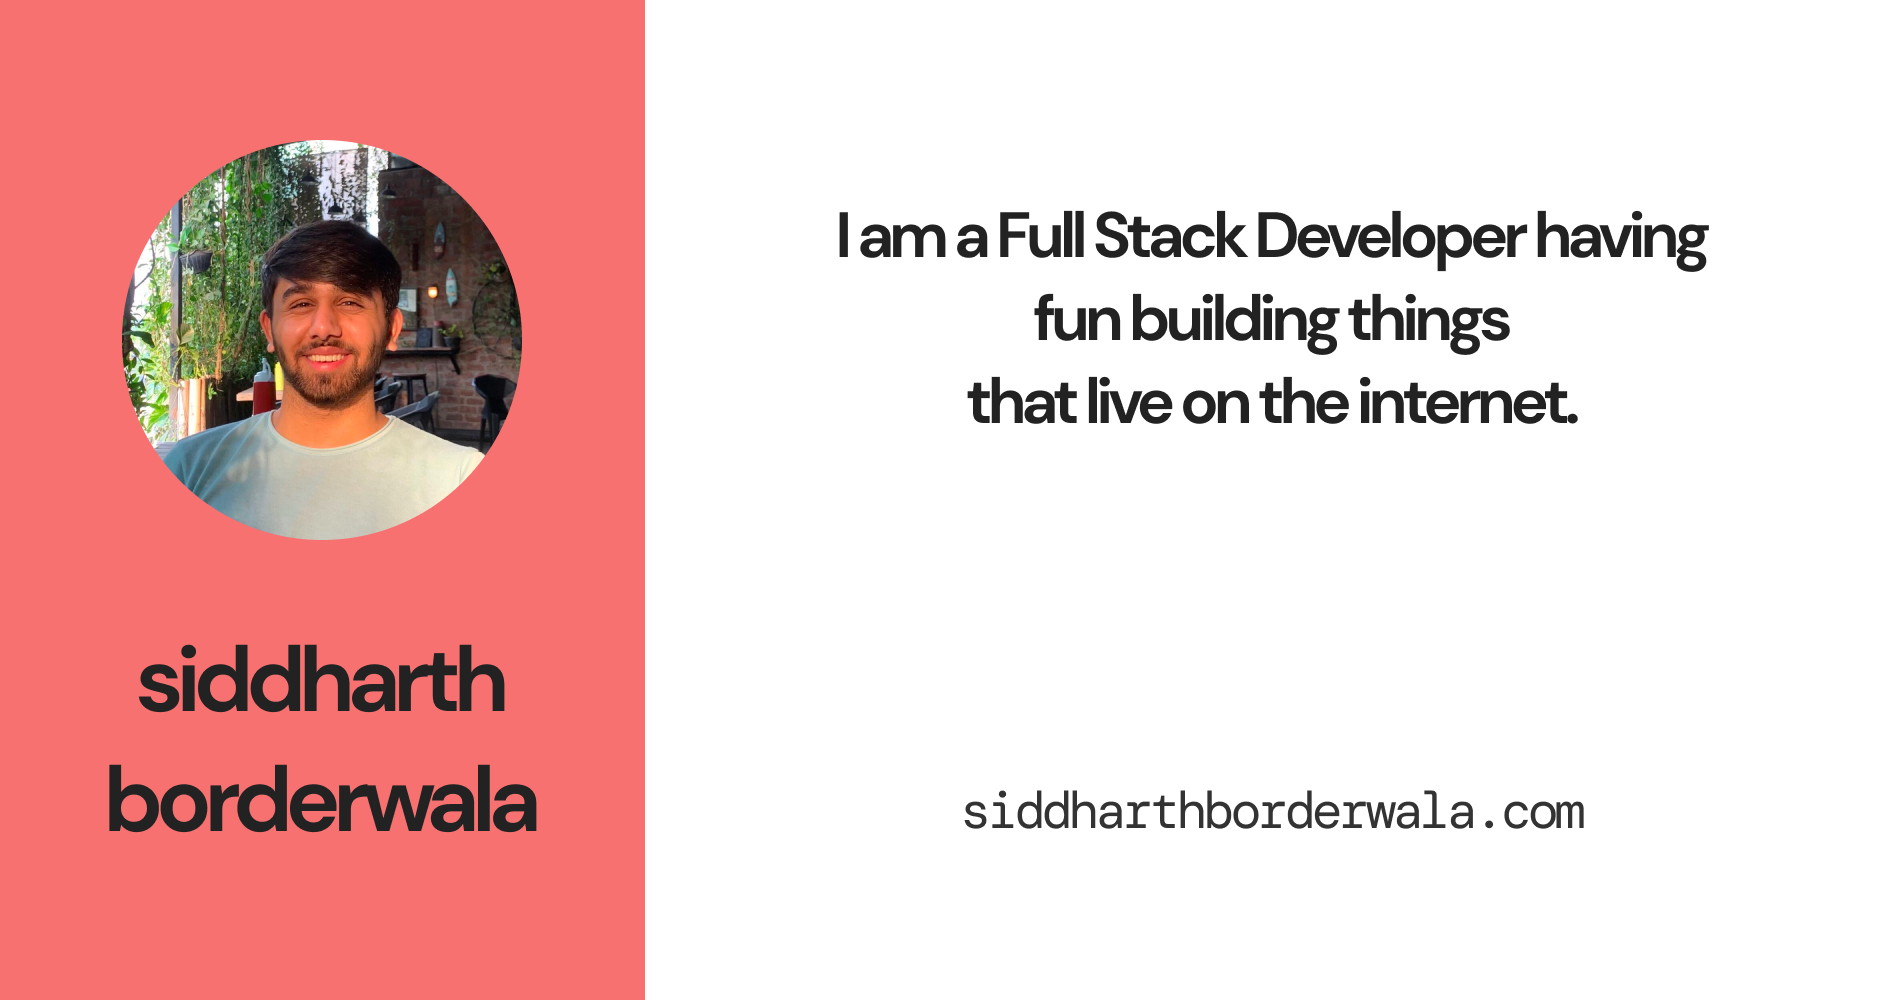 siddharth
borderwala
I am a Full Stack Developer having
fun building things
that live on the internet.
siddharthborderwala.com